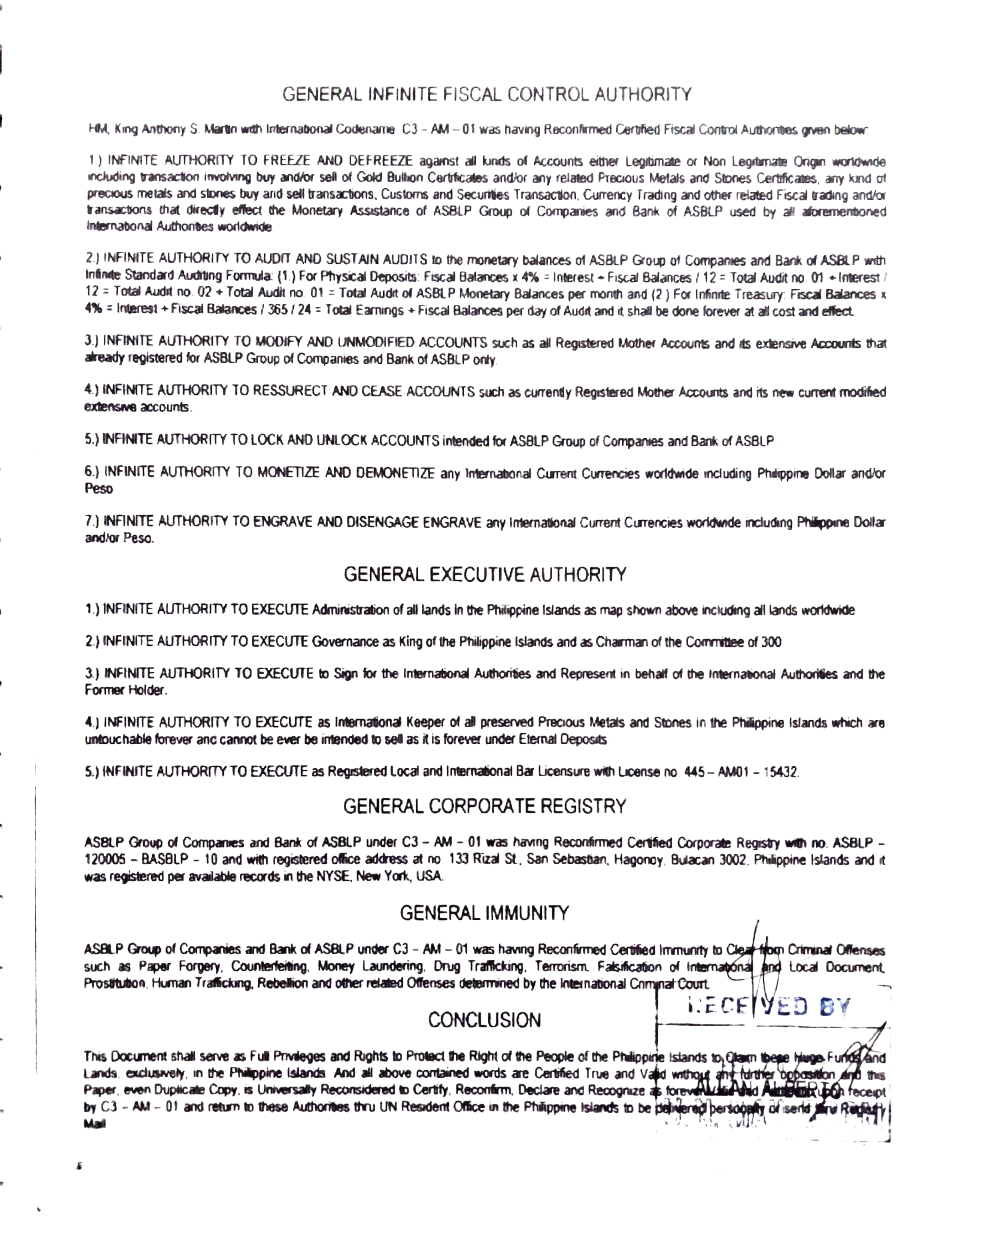 GENERAL INFINITE FISCAL CONTROL AUTHORITY
HM, King Anthony S. Martin with International Codename C3 – AM – 01 was having Reconfirmed Certified Fiscal Control Authorities given below:
1 ) INFINITE AUTHORITY TO FREEZE AND DEFREEZE against all kinds of Accounts either Legitimate or Non Legitimate Origin worldwide
including transaction involving buy and/or sell of Gold Bullion Certificates and/or any related Precious Metals and Stones Certificates, any kind of
precious metals and stones buy and sell transactions, Customs and Securities Transaction, Currency Trading and other related Fiscal trading and/or
transactions that directly effect the Monetary Assistance of ASBLP Group of Companies and Bank of ASBLP used by all aforementioned
International Authorities worldwide
2.) INFINITE AUTHORITY TO AUDIT AND SUSTAIN AUDITS to the monetary balances of ASBLP Group of Companies and Bank of ASBLP with
Infinite Standard Auditing Formula: (1.) For Physical Deposits: Fiscal Balances x 4% = Interest + Fiscal Balances / 12 = Total Audit no. 01 + Interest /
12 = Total Audit no. 02 + Total Audit no. 01 = Total Audit of ASBLP Monetary Balances per month and (2 ) For Infinite Treasury: Fiscal Balances x
4% = Interest + Fiscal Balances / 365 / 24 = Total Earnings + Fiscal Balances per day of Audit and it shall be done forever at all cost and effect.
3.) INFINITE AUTHORITY TO MODIFY AND UNMODIFIED ACCOUNTS such as all Registered Mother Accounts and its extensive Accounts that
already registered for ASBLP Group of Companies and Bank of ASBLP only.
4.) INFINITE AUTHORITY TO RESSURECT AND CEASE ACCOUNTS such as currently Registered Mother Accounts and its new current modified
extensive accounts.
5.) INFINITE AUTHORITY TO LOCK AND UNLOCK ACCOUNTS intended for ASBLP Group of Companies and Bank of ASBLP
6.) INFINITE AUTHORITY TO MONETIZE AND DEMONETIZE any International Current Currencies worldwide including Philippine Dollar and/or
Peso
7.) INFINITE AUTHORITY TO ENGRAVE AND DISENGAGE ENGRAVE any International Current Currencies worldwide including Philippine Dollar
and/or Peso.
GENERAL EXECUTIVE AUTHORITY
1.) INFINITE AUTHORITY TO EXECUTE Administration of all lands in the Philippine Islands as map shown above including all lands worldwide
2.) INFINITE AUTHORITY TO EXECUTE Governance as King of the Philippine Islands and as Chairman of the Committee of 300
3.) INFINITE AUTHORITY TO EXECUTE to Sign for the International Authorities and Represent in behalf of the International Authorities and the
Former Holder.
4.) INFINITE AUTHORITY TO EXECUTE as International Keeper of all preserved Precious Metals and Stones in the Philippine Islands which are
untouchable forever and cannot be ever be intended to sell as it is forever under Eternal Deposits
5.) INFINITE AUTHORITY TO EXECUTE as Registered Local and International Bar Licensure with License no. 445 – AM01 – 15432.
GENERAL CORPORATE REGISTRY
ASBLP Group of Companies and Bank of ASBLP under C3 – AM – 01 was having Reconfirmed Certified Corporate Registry with no. ASBLP –
120005 – BASBLP – 10 and with registered office address at no. 133 Rizal St., San Sebastian, Hagonoy, Bulacan 3002, Philippine Islands and it
was registered per available records in the NYSE, New York, USA.
GENERAL IMMUNITY
ASBLP Group of Companies and Bank of ASBLP under C3 – AM – 01 was having Reconfirmed Certified Immunity to Clear from Criminal Offenses
such as Paper Forgery, Counterfeiting, Money Laundering, Drug Trafficking, Terrorism, Falsification of International and Local Document,
Prostitution, Human Trafficking, Rebellion and other related Offenses determined by the International Criminal Court.
RECEIVED BY
CONCLUSION
This Document shall serve as Full Privileges and Rights to Protect the Right of the People of the Philippine Islands to Claim these Huge Funds and
Lands, exclusively, in the Philippine Islands. And all above contained words are Certified True and Valid without any further opposition and this
Paper, even Duplicate Copy, is Universally Reconsidered to Certify, Reconfirm, Declare and Recognize as forever receipt
by C3 – AM – 01 and return to these Authorities thru UN Resident Office in the Philippine Islands to be delivered personally or send thru Registry
Mail